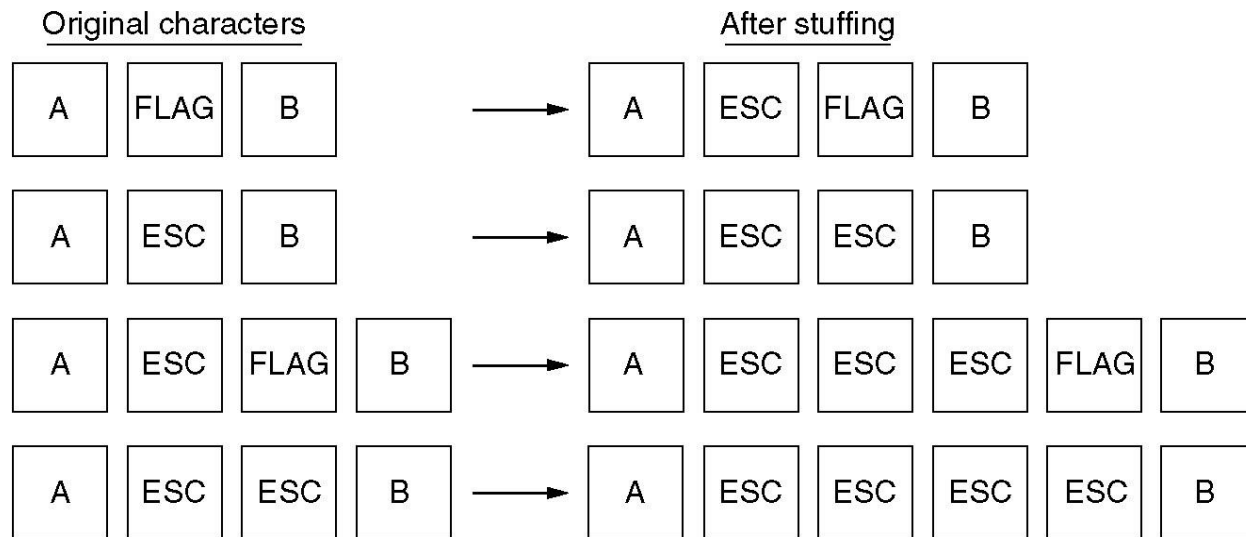 Original characters After stuffing
A FLAG B A ESC FLAG B
A ESC B A ESC ESC B
A ESC FLAG B A ESC ESC ESC FLAG B
A ESC ESC B A ESC ESC ESC ESC B